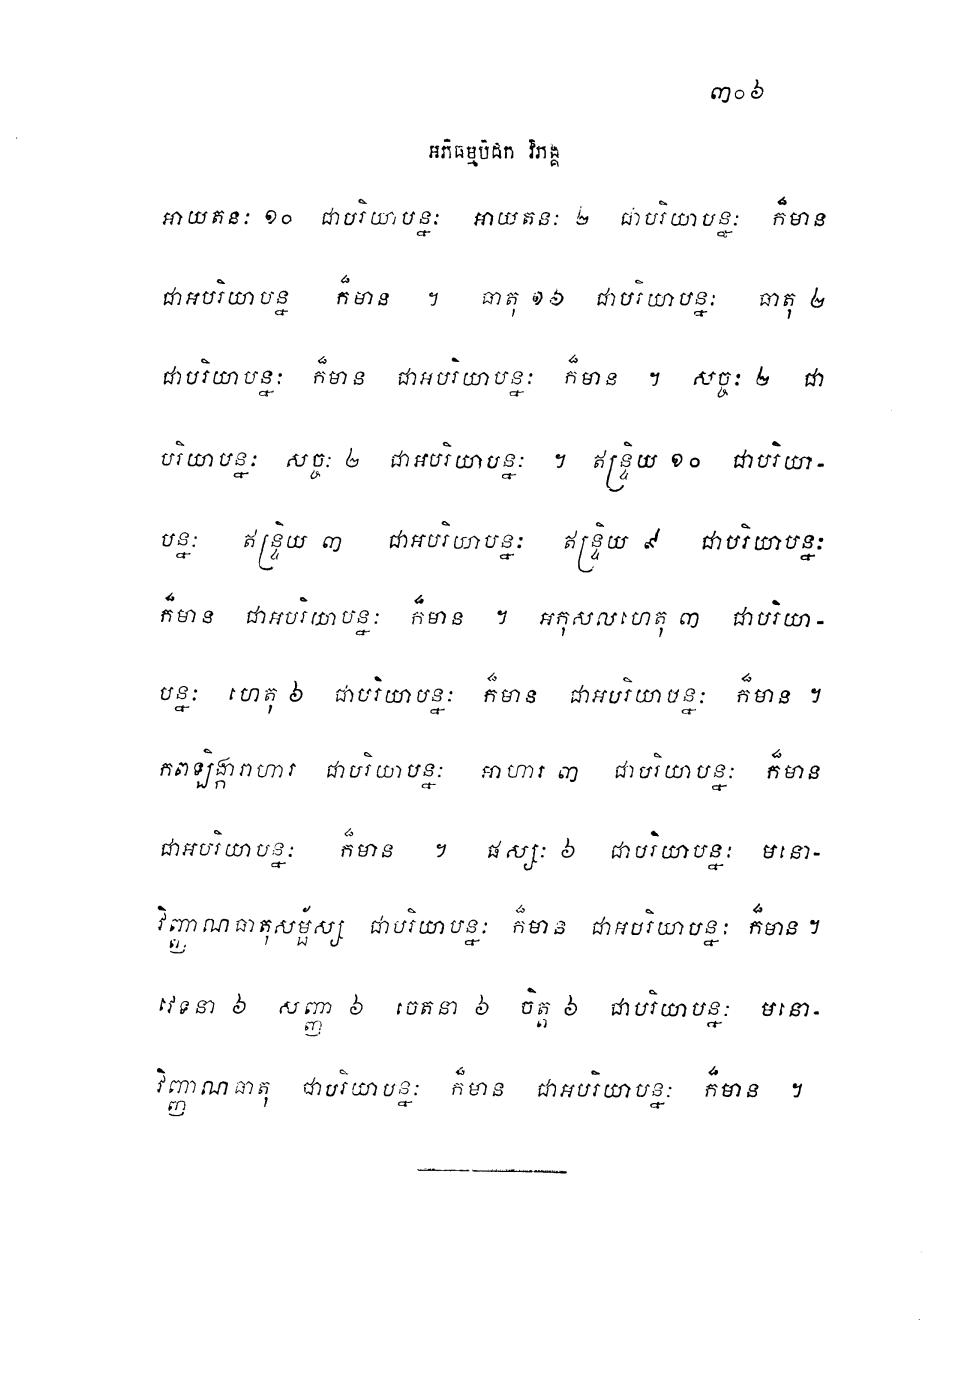 ៣០៦
អភិធម្មបិដក វិភង្គ
អាយតនៈ ១០ ជាបរិយាបន្នៈ អាយតនៈ ២ ជាបរិយាបន្នៈ ក៏មាន
ជាអបរិយាបន្ន ក៏មាន ។ ធាតុ ១៦ ជាបរិយាបន្នៈ ធាតុ ២
ជាបរិយាបន្នៈ ក៏មាន ជាអបរិយាបន្នៈ ក៏មាន ។ សច្ចៈ ២ ជា
បរិយាបន្នៈ សច្ចៈ ២ ជាអបរិយាបន្នៈ ។ ឥន្ទ្រិយ ១០ ជាបរិយា-
បន្នៈ ឥន្ទ្រិយ ៣ ជាអបរិយាបន្នៈ ឥន្ទ្រិយ ៩ ជាបរិយាបន្នៈ
ក៏មាន ជាអបរិយាបន្នៈ ក៏មាន ។ អកុសលហេតុ ៣ ជាបរិយា-
បន្នៈ ហេតុ ៦ ជាបរិយាបន្នៈ ក៏មាន ជាអបរិយាបន្នៈ ក៏មាន ។
កពឡិង្ការាហារ ជាបរិយាបន្នៈ អាហារ ៣ ជាបរិយាបន្នៈ ក៏មាន
ជាអបរិយាបន្នៈ ក៏មាន ។ ផស្សៈ ៦ ជាបរិយាបន្នៈ មនោ-
វិញ្ញាណធាតុសម្ផ័ស្ស ជាបរិយាបន្នៈ ក៏មាន ជាអបរិយាបន្នៈ ក៏មាន ។
វេទនា ៦ សញ្ញា ៦ ចេតនា ៦ ចិត្ត ៦ ជាបរិយាបន្នៈ មនោ-
វិញ្ញាណធាតុ ជាបរិយាបន្នៈ ក៏មាន ជាអបរិយាបន្នៈ ក៏មាន ។